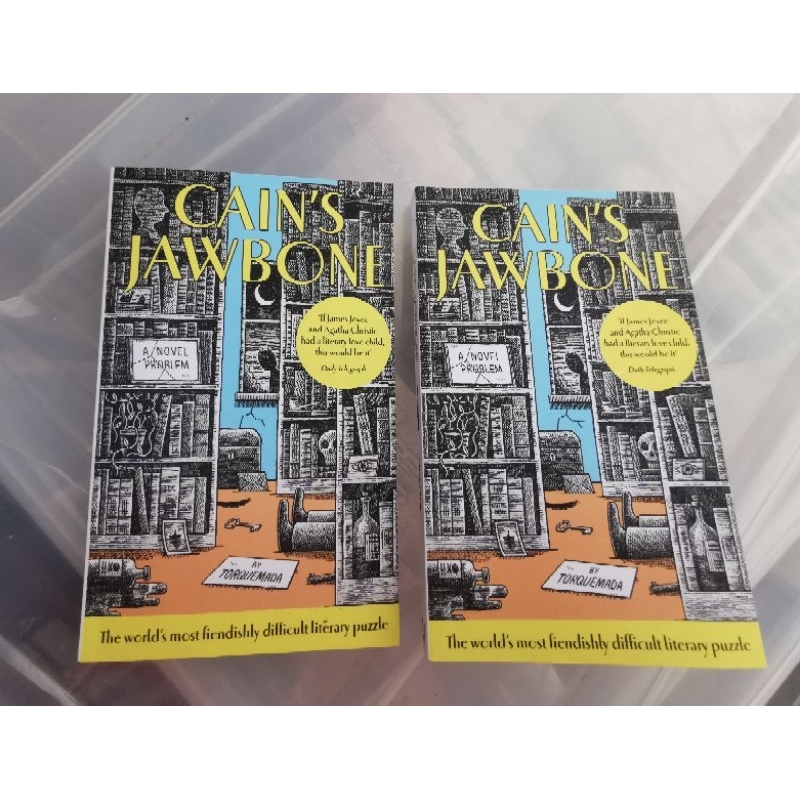 CAIN'S
JAWBONE
'If James Joyce
and Agatha Christie
had a literary love child,
this would be it'
Daily Telegraph
A NOVEL
PROBLEM
BY
TORQUEMADA
The world's most fiendishly difficult literary puzzle
CAIN'S
JAWBONE
'If James Joyce
and Agatha Christie
had a literary love child,
this would be it'
Daily Telegraph
A NOVEL
PROBLEM
BY
TORQUEMADA
The world's most fiendishly difficult literary puzzle